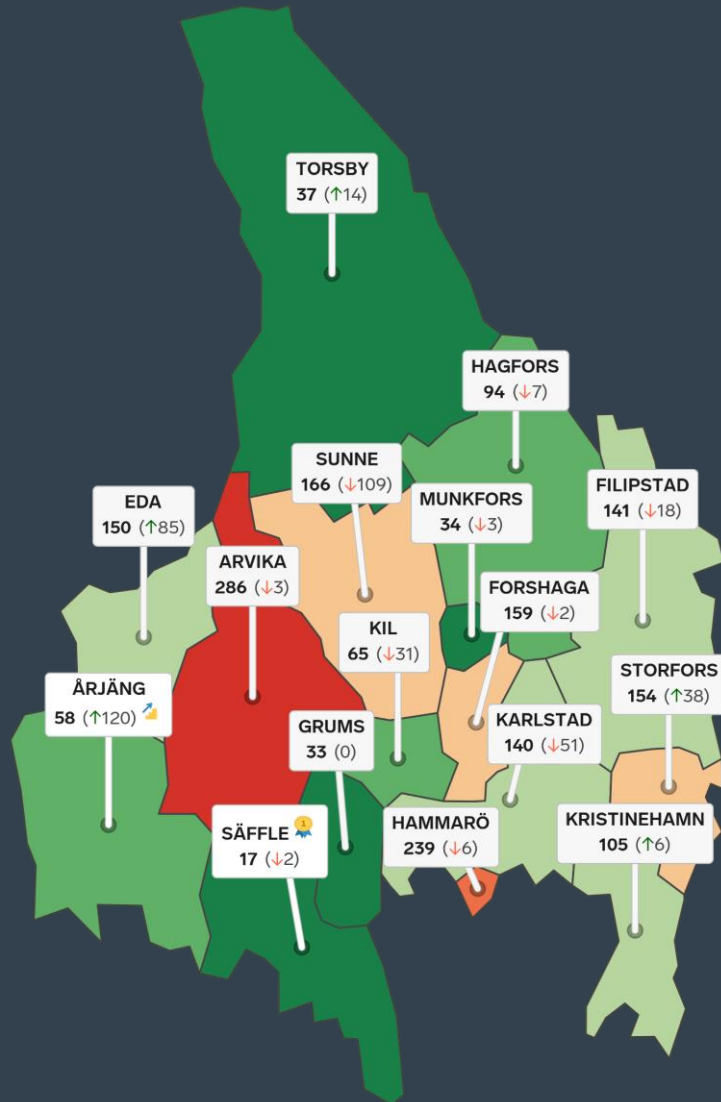 TORSBY
37 (↑14)
HAGFORS
94 (↓7)
SUNNE
166 (↓109)
MUNKFORS
34 (↓3)
FILIPSTAD
141 (↓18)
EDA
150 (↑85)
ARVIKA
286 (↓3)
FORSHAGA
159 (↓2)
KIL
65 (↓31)
STORFORS
154 (↑38)
ÅRJÄNG
58 (↑120)
GRUMS
33 (0)
KARLSTAD
140 (↓51)
SÄFFLE
1
17 (↓2)
HAMMARÖ
239 (↓6)
KRISTINEHAMN
105 (↑6)